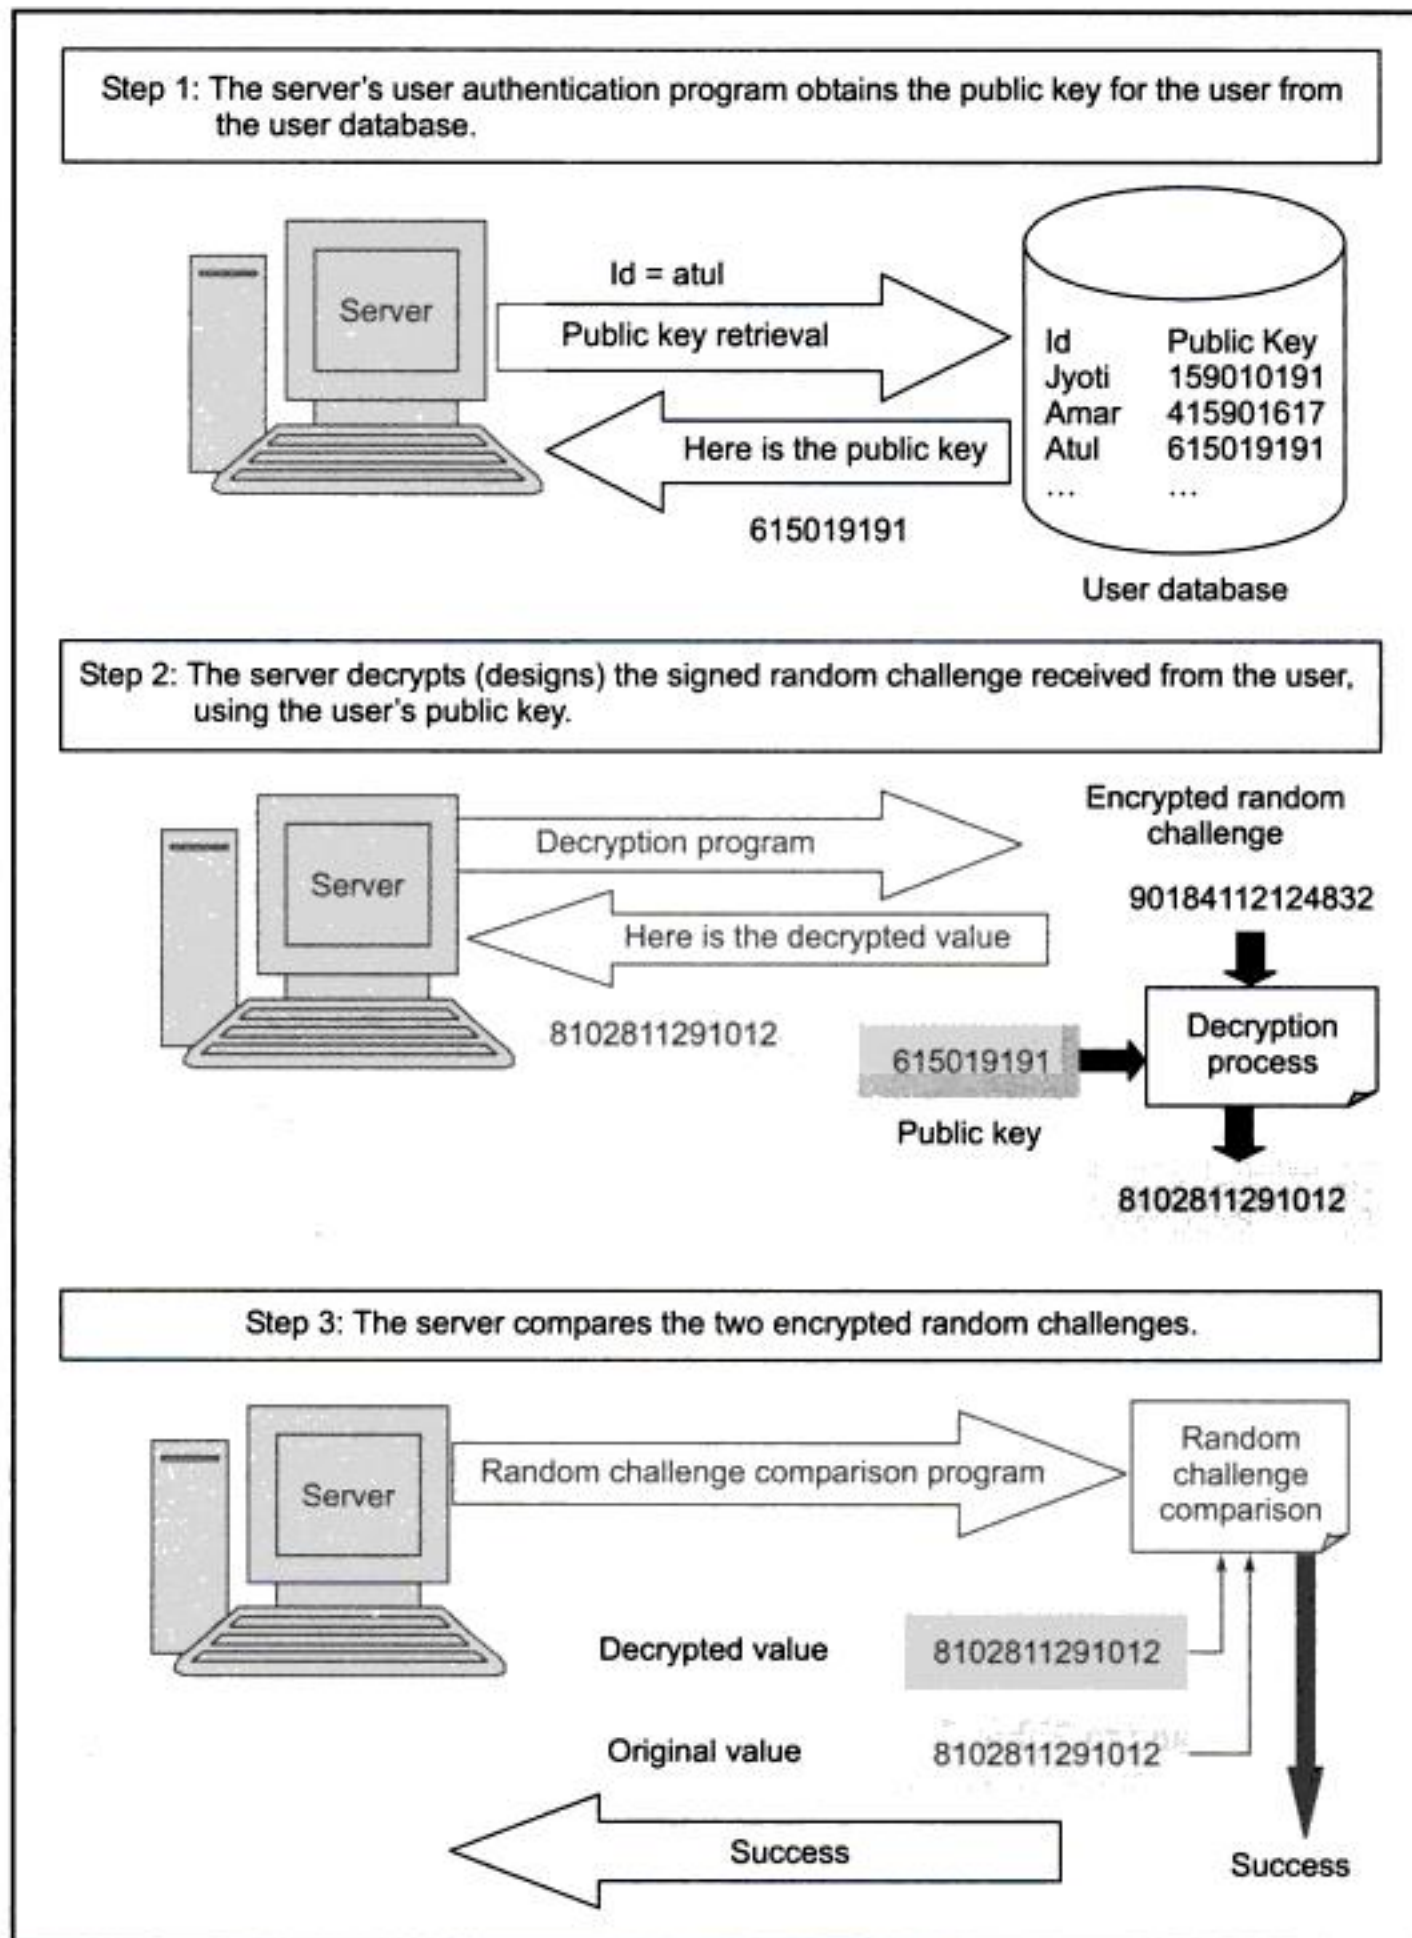 Step 1: The server's user authentication program obtains the public key for the user from
the user database.
Server
Id = atul
Public key retrieval
Here is the public key
615019191
Id Public Key
Jyoti 159010191
Amar 415901617
Atul 615019191
... ...
User database
Step 2: The server decrypts (designs) the signed random challenge received from the user,
using the user's public key.
Server
Decryption program
Here is the decrypted value
8102811291012
Encrypted random
challenge
90184112124832
Decryption
process
615019191
Public key
8102811291012
Step 3: The server compares the two encrypted random challenges.
Server
Random challenge comparison program
Random
challenge
comparison
Decrypted value 8102811291012
Original value 8102811291012
Success
Success